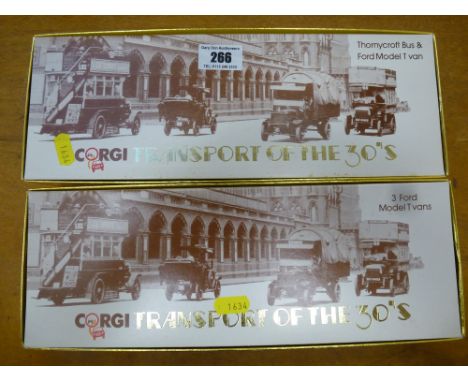 Thornycroft Bus &
Ford Model T van
266
1634
CORGI TRANSPORT OF THE 30'S
3 Ford
Model T vans
1634
CORGI TRANSPORT OF THE 30'S